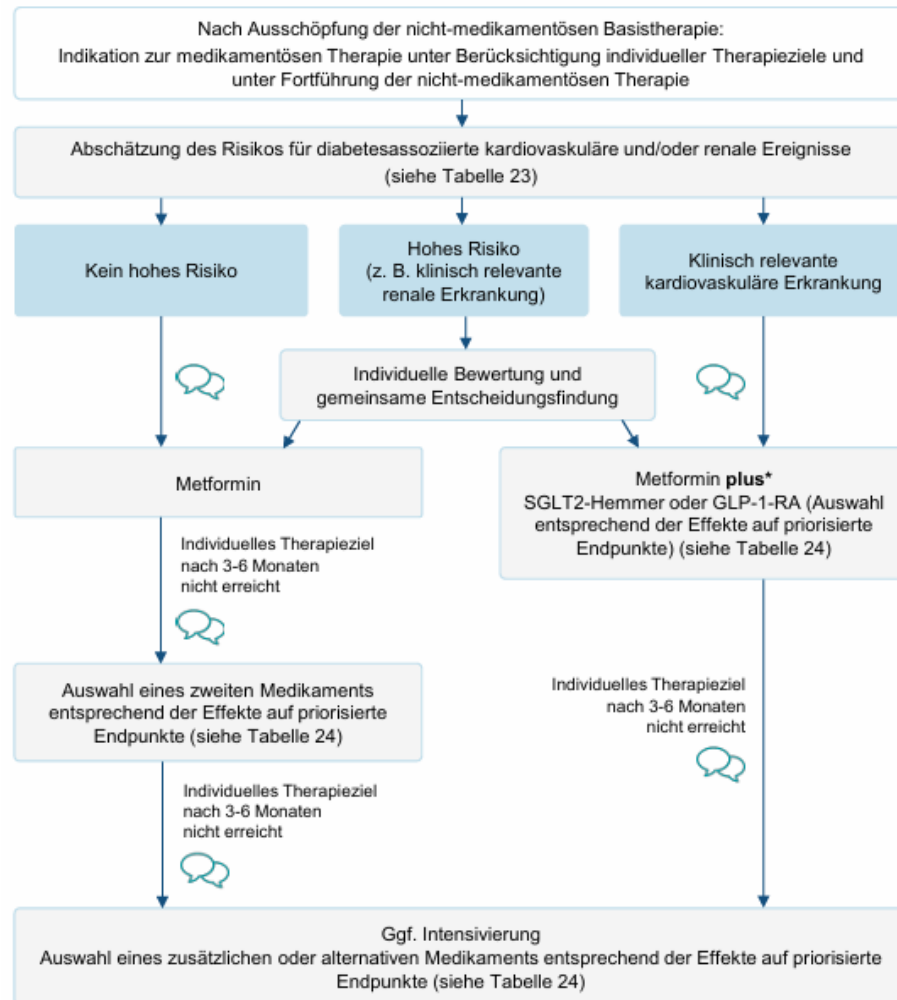 Nach Ausschöpfung der nicht-medikamentösen Basistherapie:
Indikation zur medikamentösen Therapie unter Berücksichtigung individueller Therapieziele und
unter Fortführung der nicht-medikamentösen Therapie
Abschätzung des Risikos für diabetesassoziierte kardiovaskuläre und/oder renale Ereignisse
(siehe Tabelle 23)
Kein hohes Risiko
Hohes Risiko
(z. B. klinisch relevante
renale Erkrankung)
Klinisch relevante
kardiovaskuläre Erkrankung
Individuelle Bewertung und
gemeinsame Entscheidungsfindung
Metformin
Metformin plus*
SGLT2-Hemmer oder GLP-1-RA (Auswahl
entsprechend der Effekte auf priorisierte
Endpunkte) (siehe Tabelle 24)
Individuelles Therapieziel
nach 3-6 Monaten
nicht erreicht
Auswahl eines zweiten Medikaments
entsprechend der Effekte auf priorisierte
Endpunkte (siehe Tabelle 24)
Individuelles Therapieziel
nach 3-6 Monaten
nicht erreicht
Individuelles Therapieziel
nach 3-6 Monaten
nicht erreicht
Ggf. Intensivierung
Auswahl eines zusätzlichen oder alternativen Medikaments entsprechend der Effekte auf priorisierte
Endpunkte (siehe Tabelle 24)